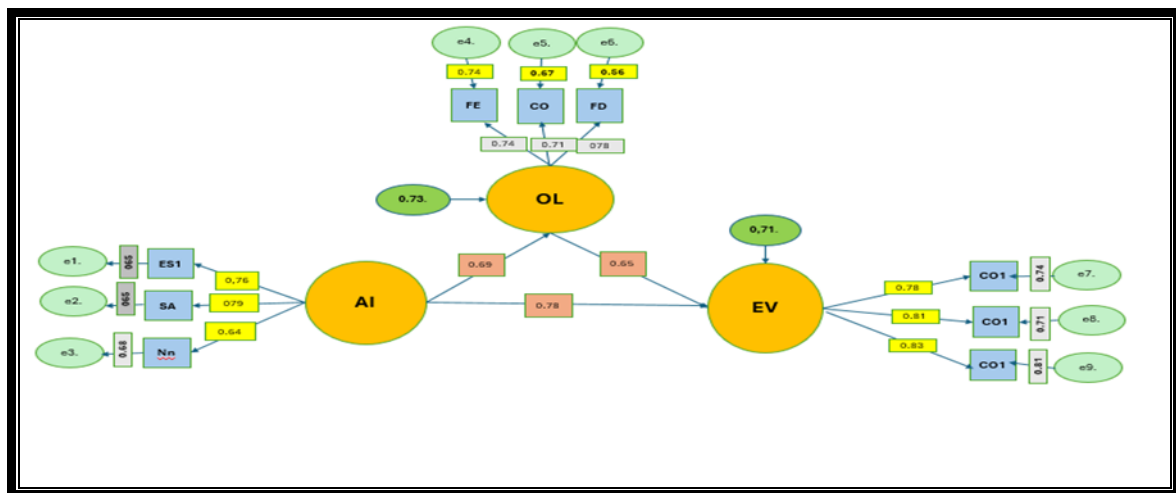 e4. e5. e6.
0.74 0.67 0.56
FE CO FD
0.74 0.71 078
0.73. OL
0,71.
e1. 065 ES1 0,76
e2. 065 SA 079
e3. 0.68 Nn 0.64
AI
0.69 0.65
0.78
EV
0.78 CO1 0.74 e7.
0.81 CO1 0.71 e8.
0.83 CO1 0.81 e9.